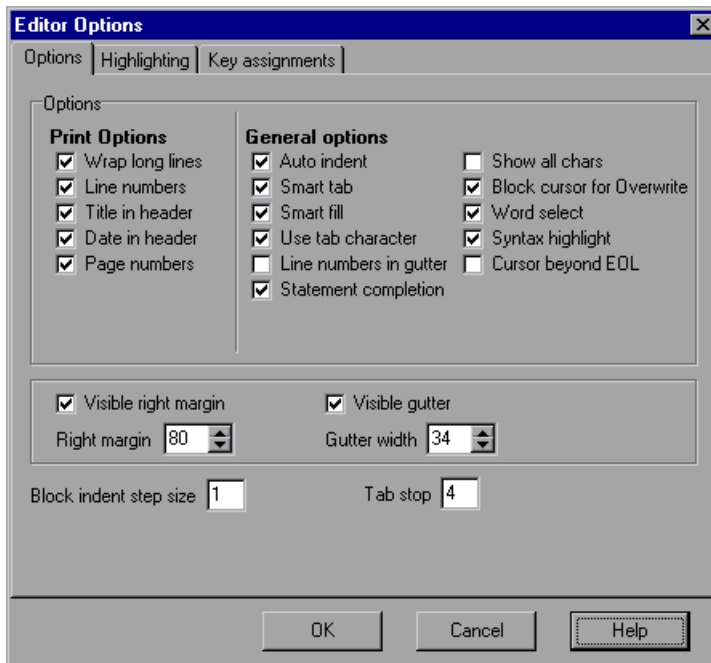 Editor Options
Options Highlighting Key assignments
Options
Print Options
Wrap long lines
Line numbers
Title in header
Date in header
Page numbers
General options
Auto indent
Smart tab
Smart fill
Use tab character
Line numbers in gutter
Statement completion
Show all chars
Block cursor for Overwrite
Word select
Syntax highlight
Cursor beyond EOL
Visible right margin
Right margin 80
Visible gutter
Gutter width 34
Block indent step size 1
Tab stop 4
OK Cancel Help